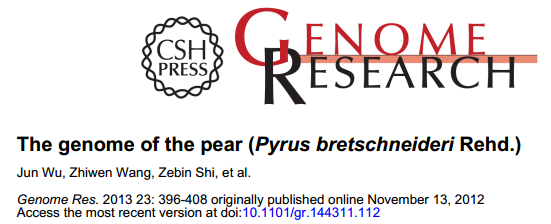 CSH
PRESS
GENOME
RESEARCH
The genome of the pear (Pyrus bretschneideri Rehd.)
Jun Wu, Zhiwen Wang, Zebin Shi, et al.
Genome Res. 2013 23: 396-408 originally published online November 13, 2012
Access the most recent version at doi:10.1101/gr.144311.112